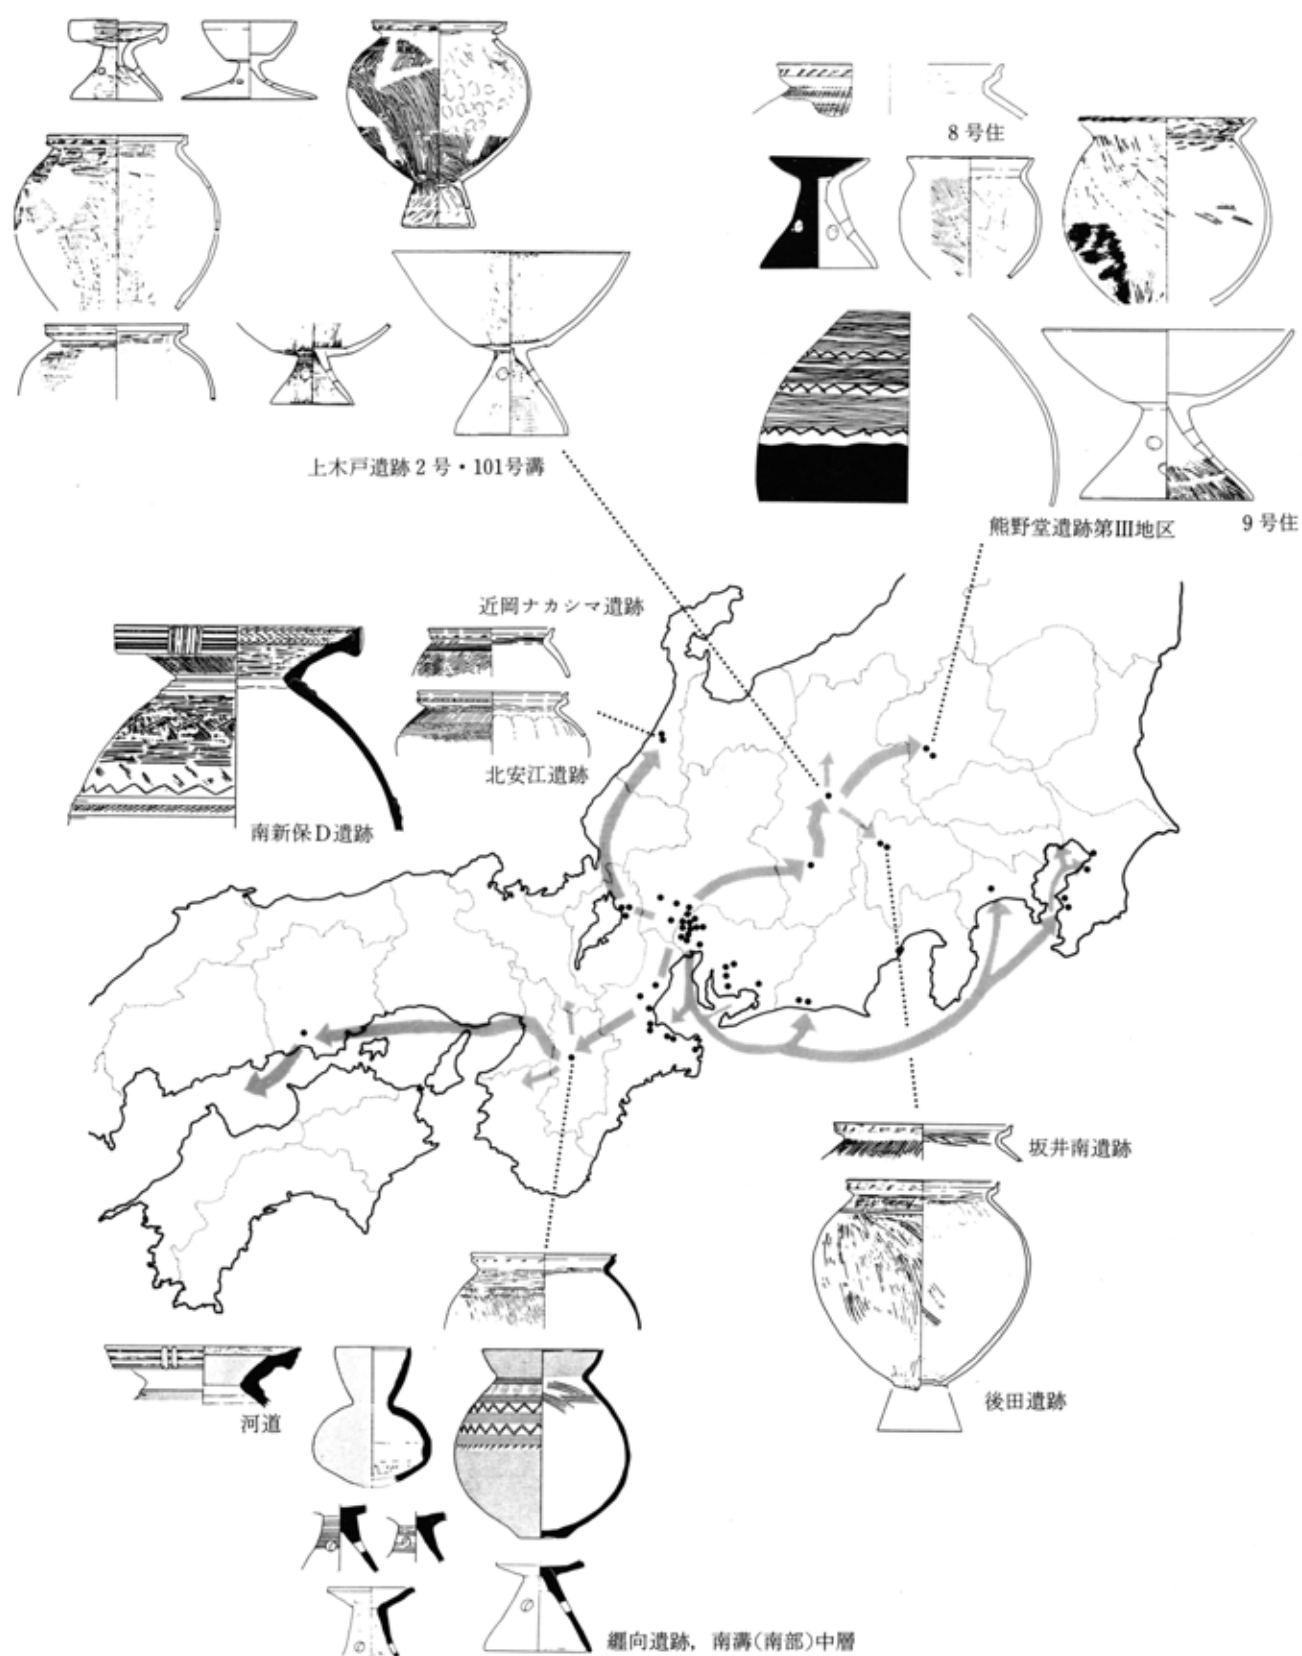 8号住
上木戸遺跡2号・101号溝
熊野堂遺跡第III地区
9号住
近岡ナカシマ遺跡
北安江遺跡
南新保D遺跡
坂井南遺跡
後田遺跡
河道
纒向遺跡，南溝(南部)中層